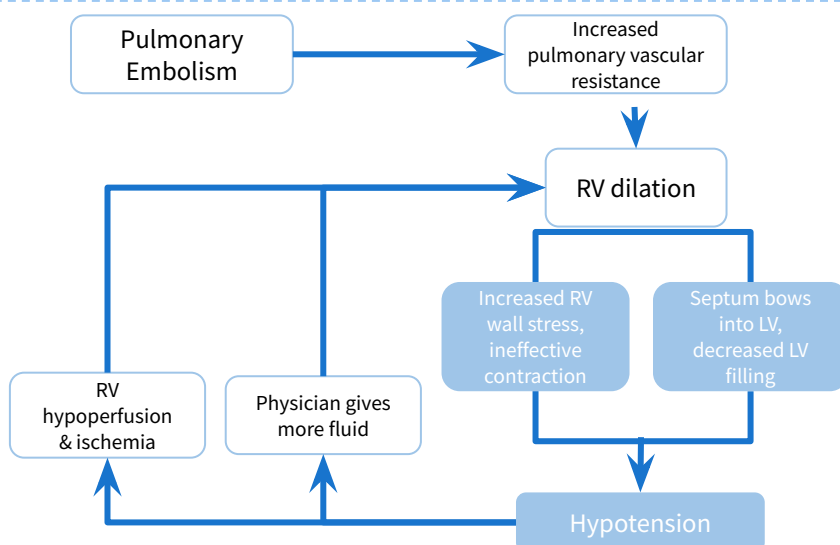 Pulmonary
Embolism
Increased
pulmonary vascular
resistance
RV dilation
Increased RV
wall stress,
ineffective
contraction
Septum bows
into LV,
decreased LV
filling
RV
hypoperfusion
& ischemia
Physician gives
more fluid
Hypotension